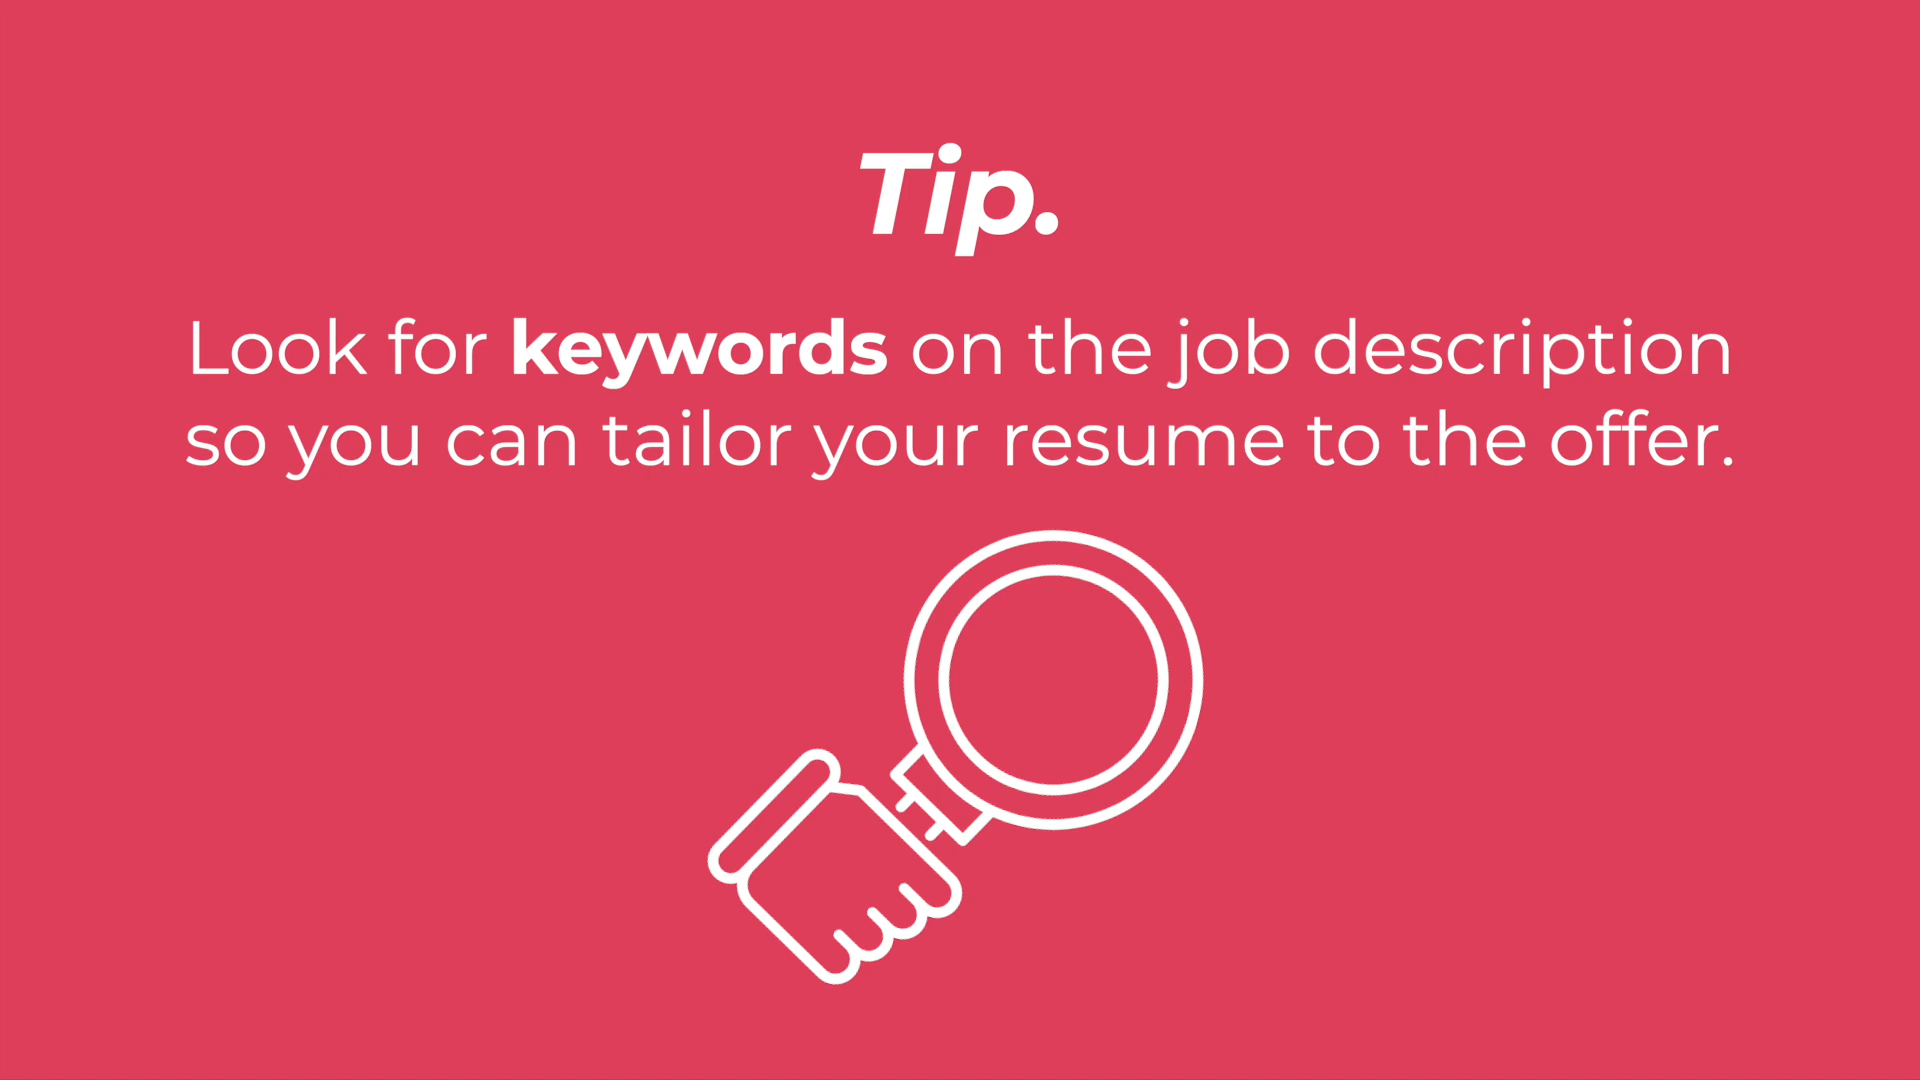 Tip.
Look for keywords on the job description
so you can tailor your resume to the offer.